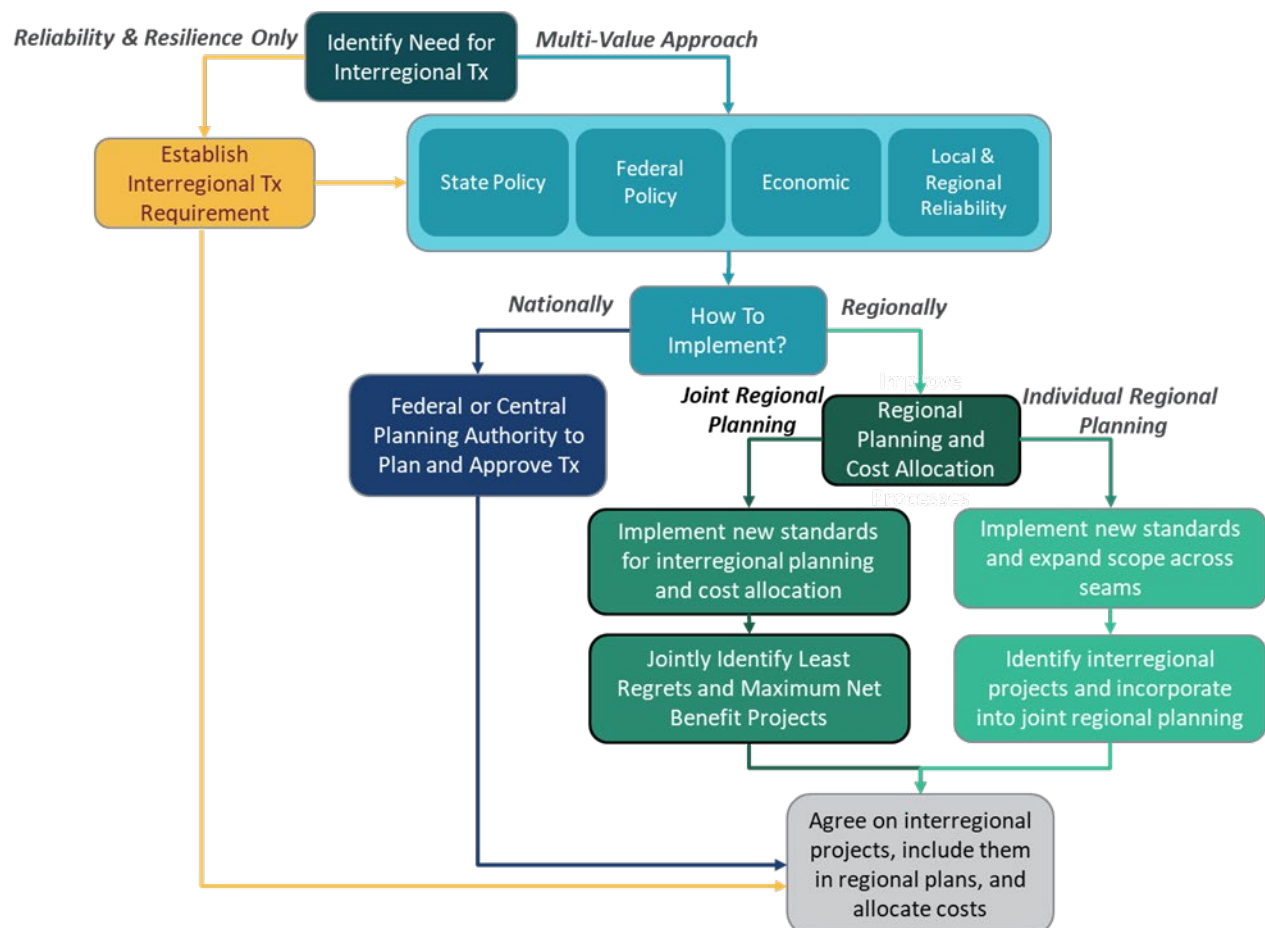 Reliability & Resilience Only
Identify Need for
Interregional Tx
Multi-Value Approach
Establish
Interregional Tx
Requirement
State Policy
Federal
Policy
Economic
Local &
Regional
Reliability
Nationally
How To
Implement?
Regionally
Federal or Central
Planning Authority to
Plan and Approve Tx
Joint Regional
Planning
Improve
Regional
Planning and
Cost Allocation
Processes
Individual Regional
Planning
Implement new standards
for interregional planning
and cost allocation
Implement new standards
and expand scope across
seams
Jointly Identify Least
Regrets and Maximum Net
Benefit Projects
Identify interregional
projects and incorporate
into joint regional planning
Agree on interregional
projects, include them
in regional plans, and
allocate costs